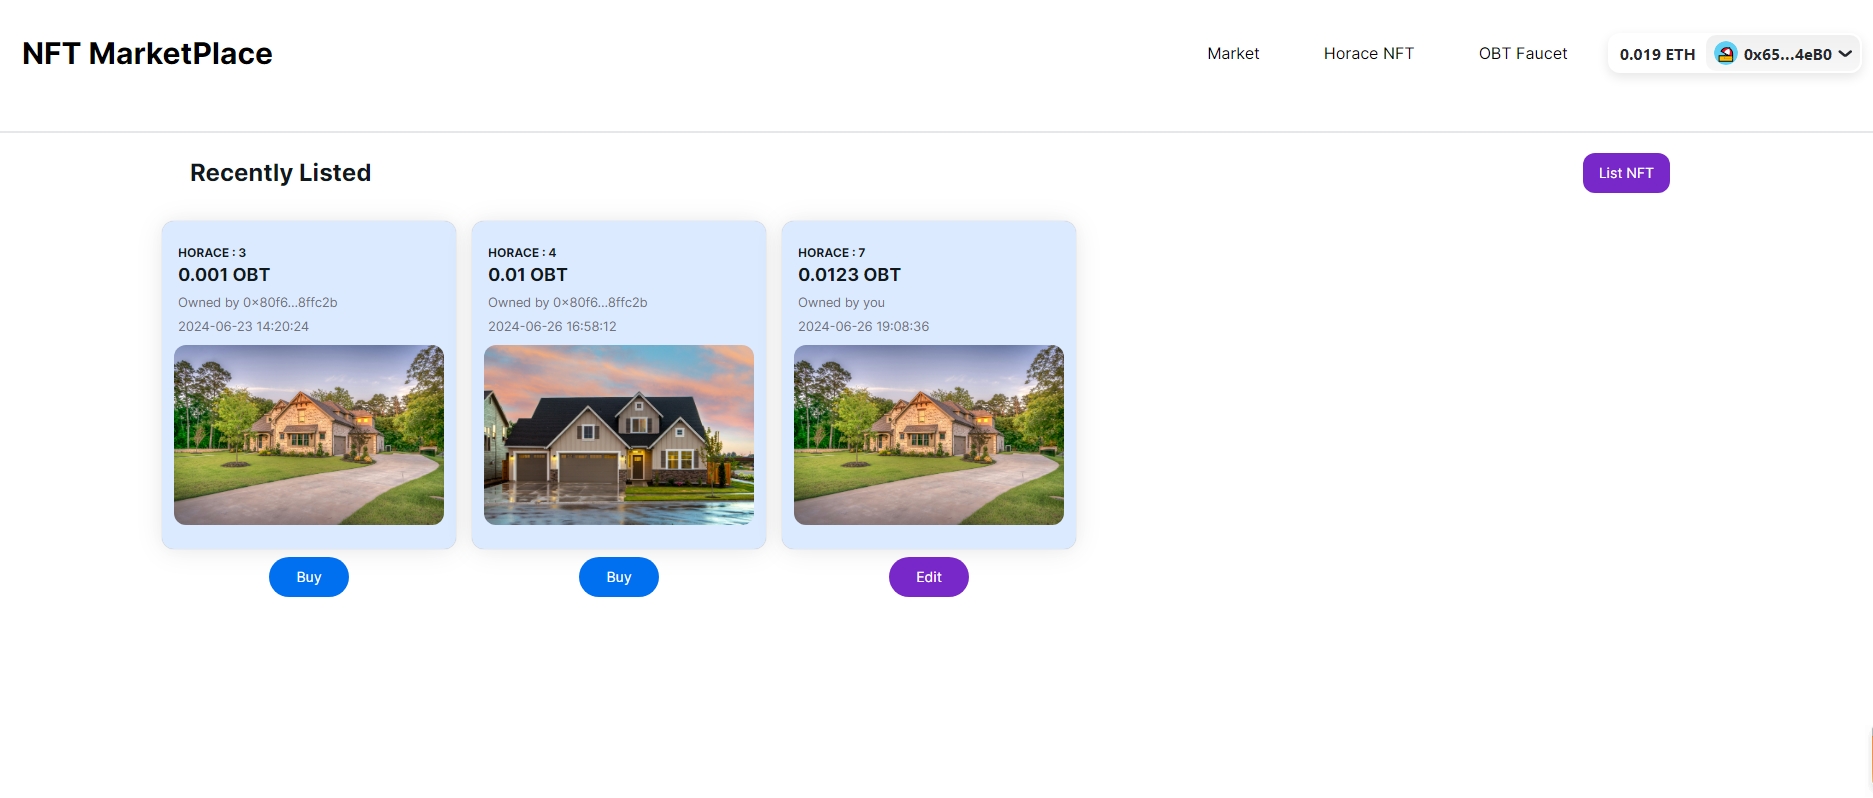 NFT MarketPlace
Market
Horace NFT
OBT Faucet
0.019 ETH
0x65...4eB0
Recently Listed
List NFT
HORACE : 3
0.001 OBT
Owned by 0×80f6...8ffc2b
2024-06-23 14:20:24
Buy
HORACE : 4
0.01 OBT
Owned by 0×80f6...8ffc2b
2024-06-26 16:58:12
Buy
HORACE : 7
0.0123 OBT
Owned by you
2024-06-26 19:08:36
Edit